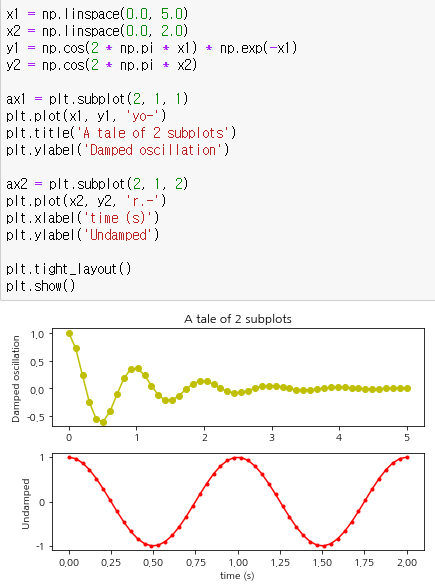 x1 = np.linspace(0.0, 5.0)
x2 = np.linspace(0.0, 2.0)
y1 = np.cos(2 * np.pi * x1) * np.exp(-x1)
y2 = np.cos(2 * np.pi * x2)
ax1 = plt.subplot(2, 1, 1)
plt.plot(x1, y1, 'yo-')
plt.title('A tale of 2 subplots')
plt.ylabel('Damped oscillation')
ax2 = plt.subplot(2, 1, 2)
plt.plot(x2, y2, 'r.-')
plt.xlabel('time (s)')
plt.ylabel('Undamped')
plt.tight_layout()
plt.show()
A tale of 2 subplots
Damped oscillation
1.0
0.5
0.0
-0.5
0 1 2 3 4 5
Undamped
1
0
-1
0.00 0.25 0.50 0.75 1.00 1.25 1.50 1.75 2.00
time (s)